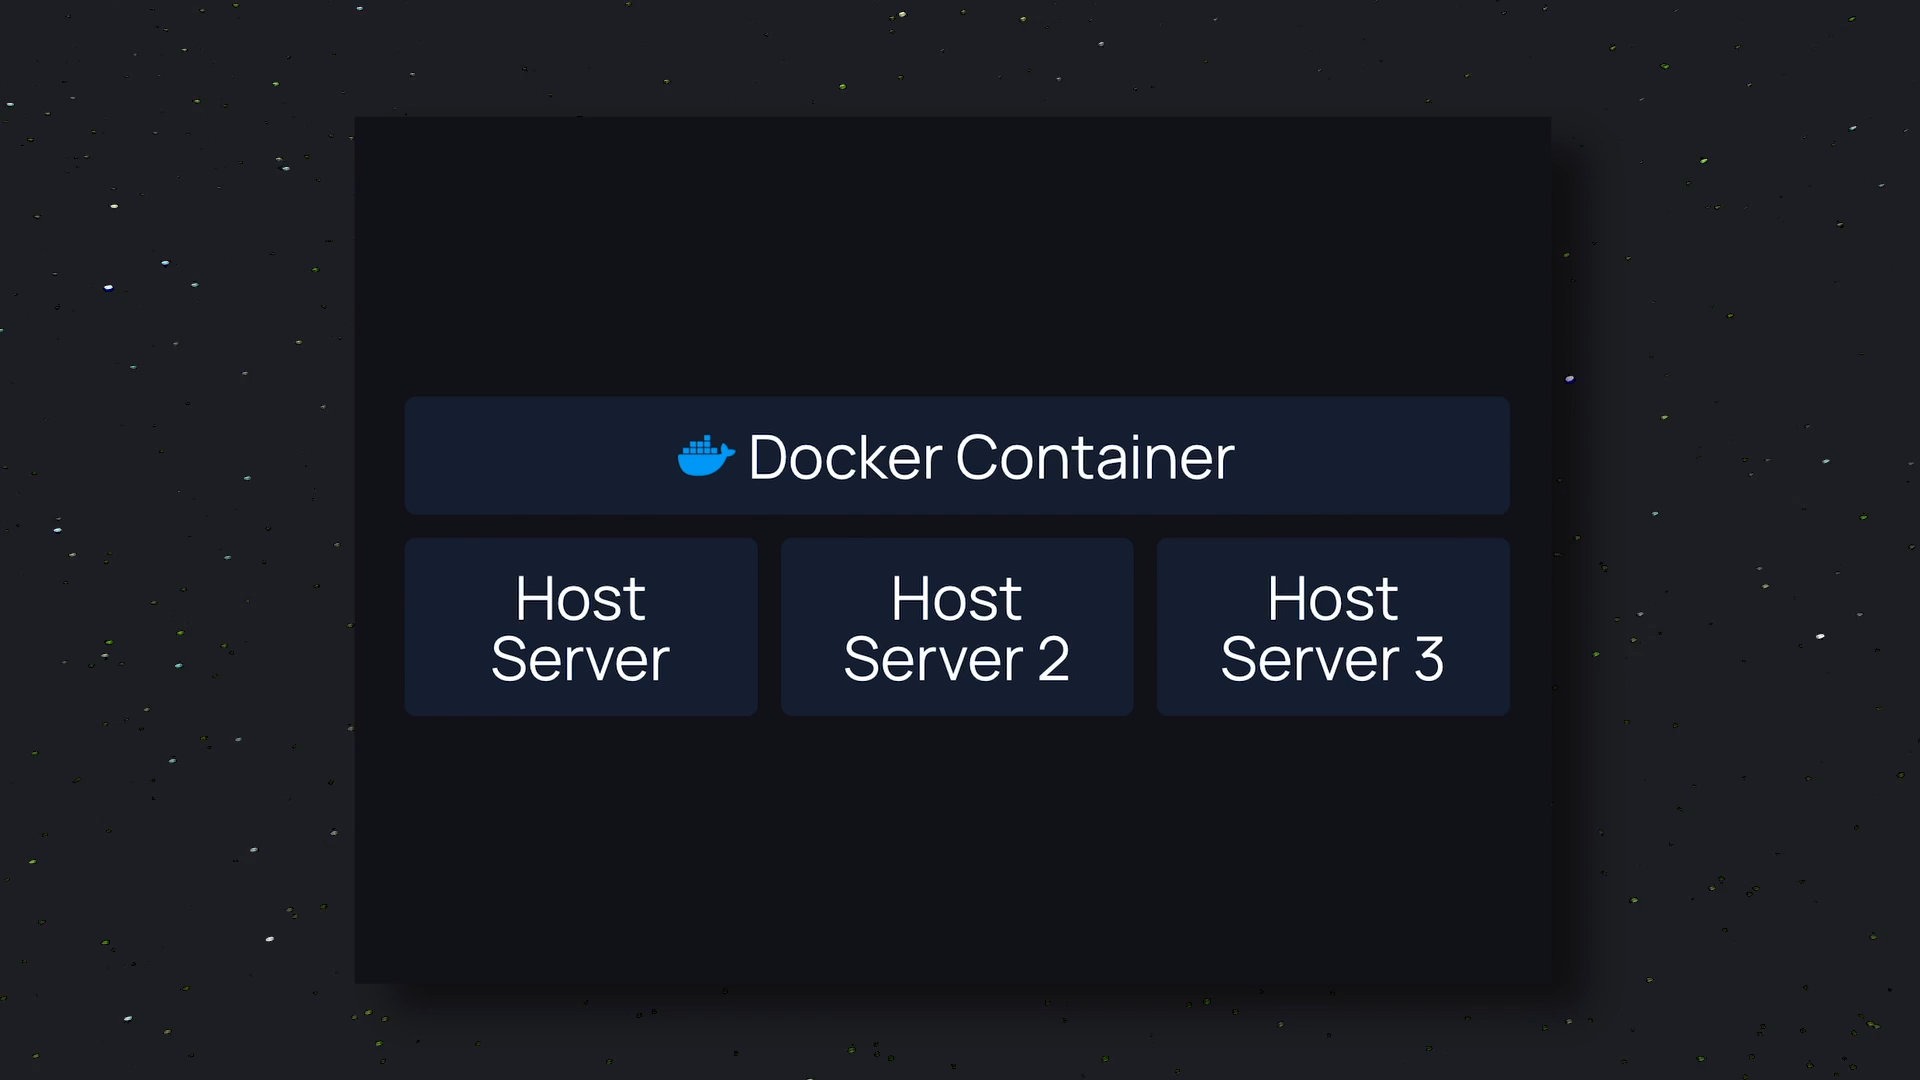 Docker Container
Host
Server
Host
Server 2
Host
Server 3